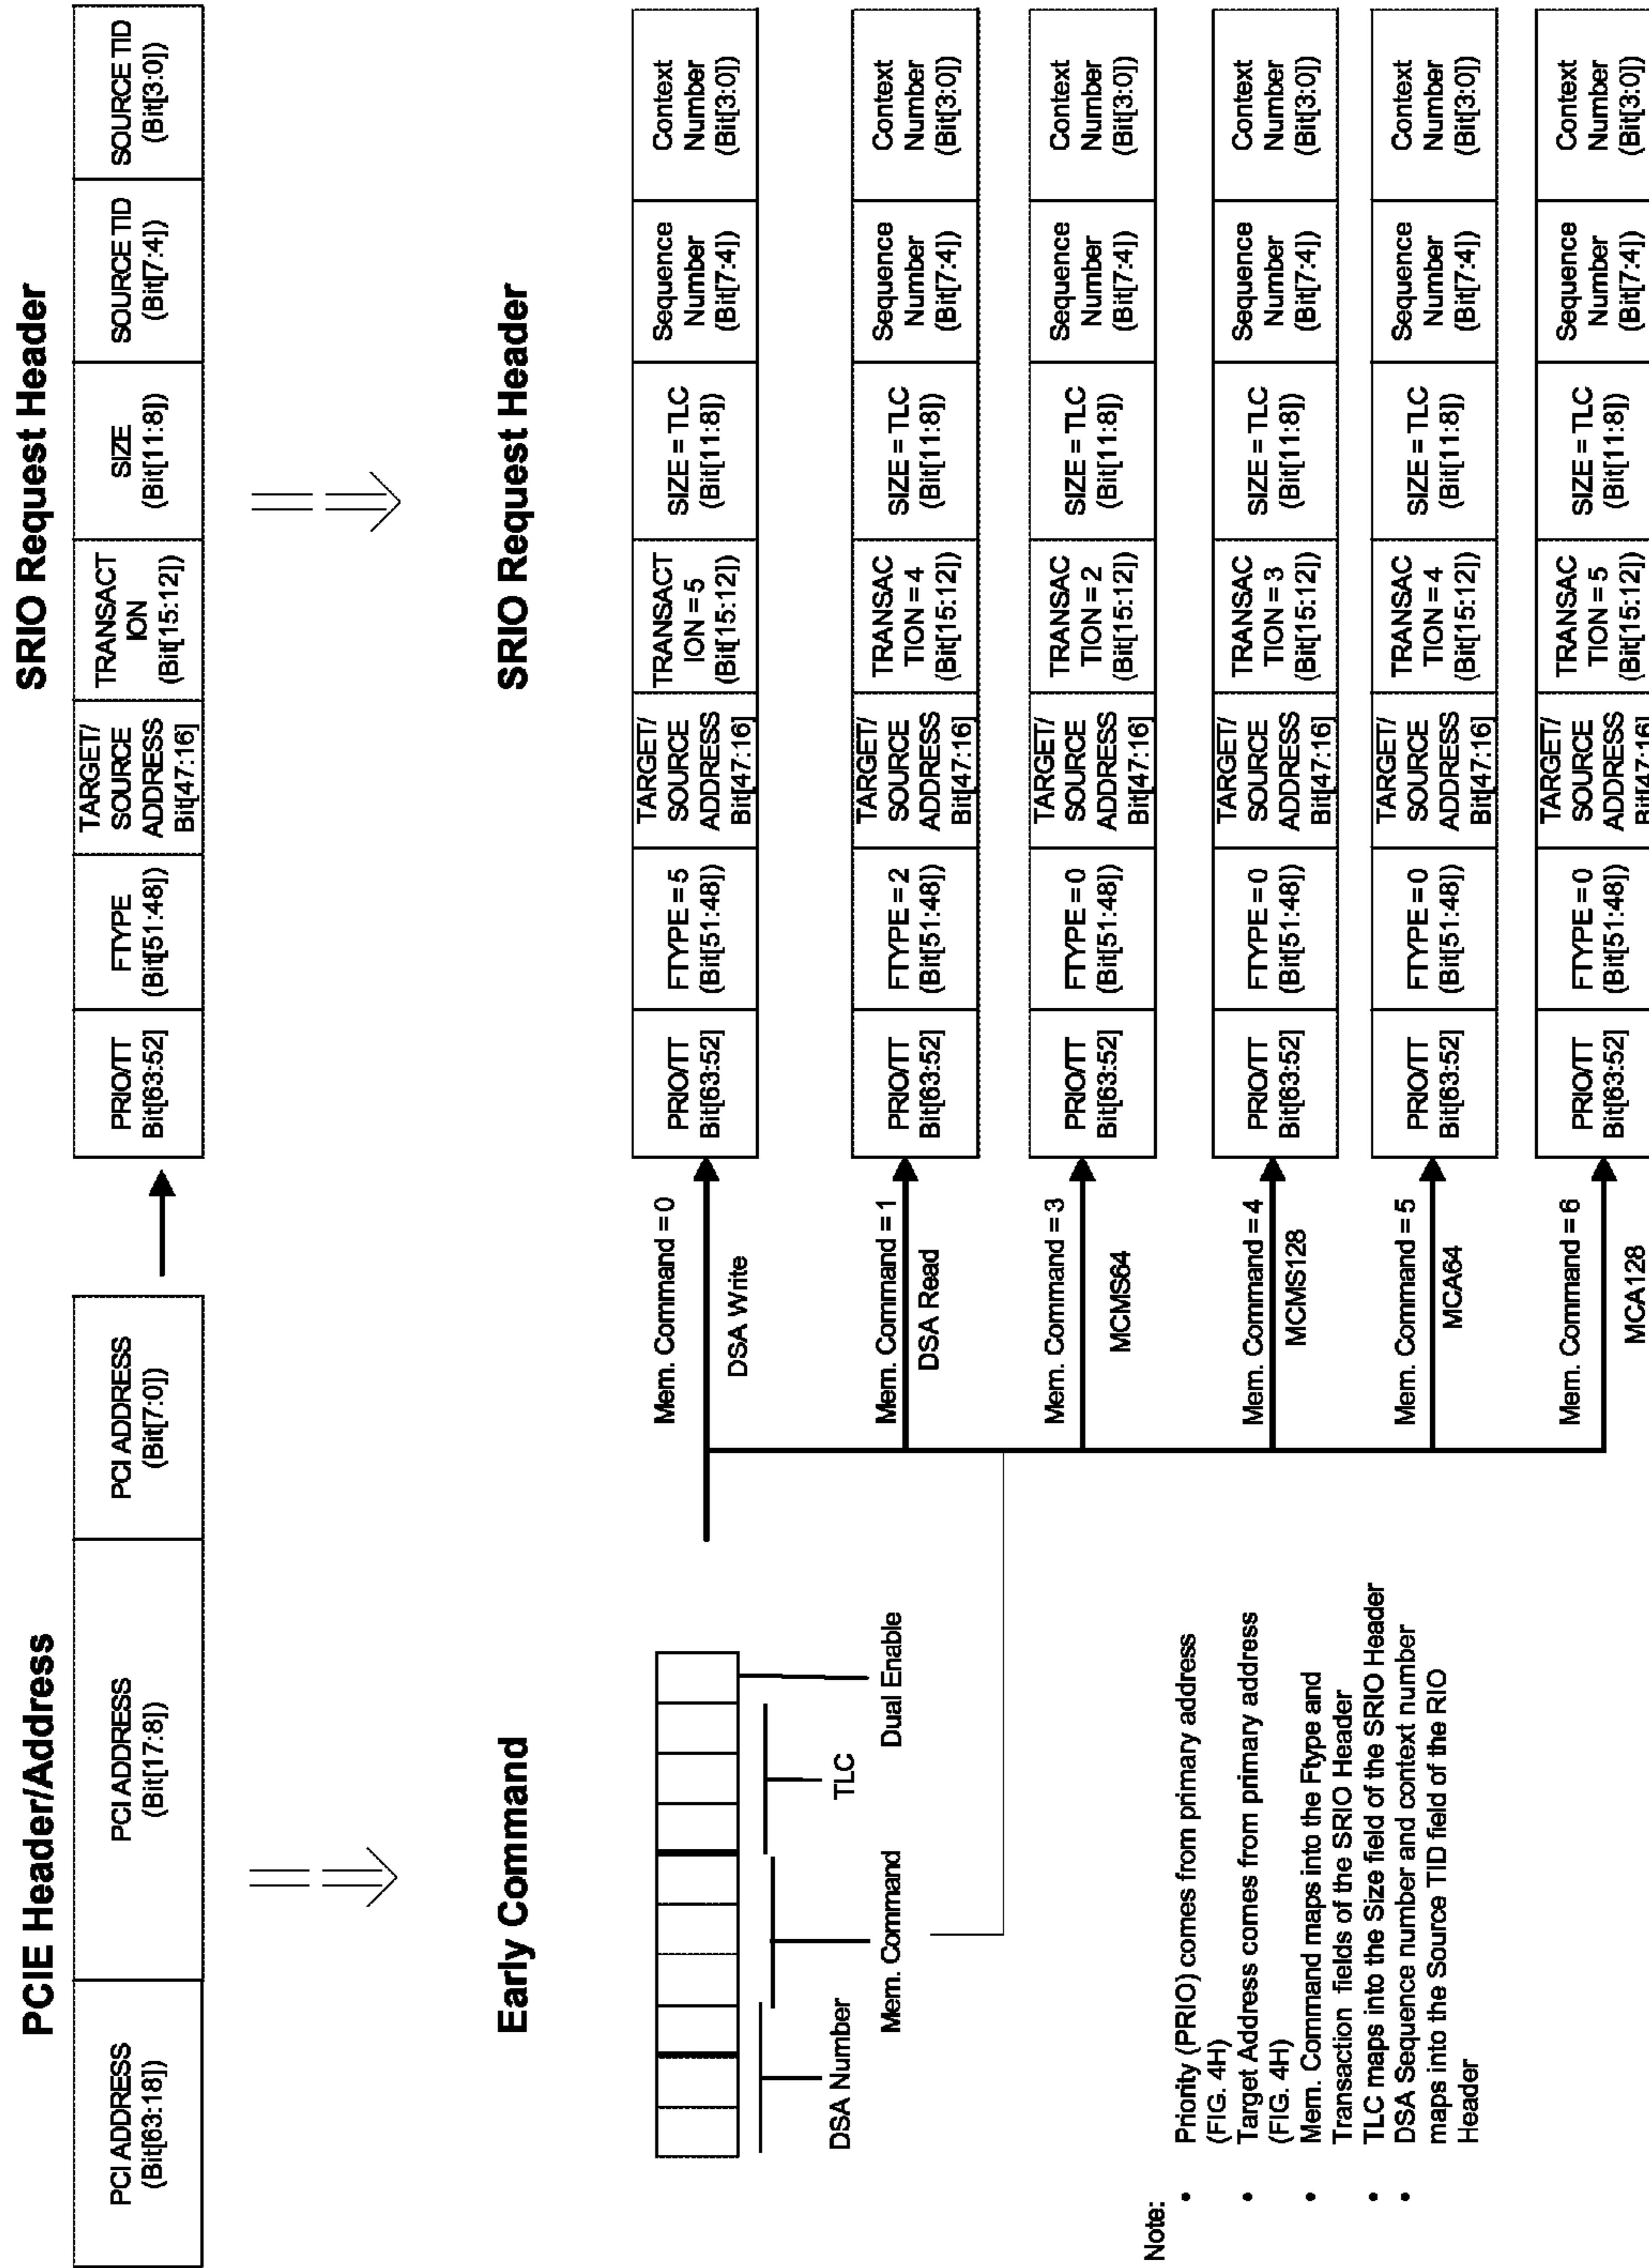 PCIE Header/Address
PCI ADDRESS
(Bit[63:18])
PCI ADDRESS
(Bit[17:8])
PCI ADDRESS
(Bit[7:0])
SRIO Request Header
PRIO/TT
Bit[63:52]
FTYPE
(Bit[51:48])
TARGET/
SOURCE
ADDRESS
Bit[47:16]
TRANSACT
ION
(Bit[15:12])
SIZE
(Bit[11:8])
SOURCE TID
(Bit[7:4])
SOURCE TID
(Bit[3:0])
Early Command
DSA Number
Mem. Command
TLC
Dual Enable
SRIO Request Header
Mem. Command = 0
DSA Write
PRIO/TT
Bit[63:52]
FTYPE = 5
(Bit[51:48])
TARGET/
SOURCE
ADDRESS
Bit[47:16]
TRANSACT
ION = 5
(Bit[15:12])
SIZE = TLC
(Bit[11:8])
Sequence
Number
(Bit[7:4])
Context
Number
(Bit[3:0])
Mem. Command = 1
DSA Read
PRIO/TT
Bit[63:52]
FTYPE = 2
(Bit[51:48])
TARGET/
SOURCE
ADDRESS
Bit[47:16]
TRANSAC
TION = 4
(Bit[15:12])
SIZE = TLC
(Bit[11:8])
Sequence
Number
(Bit[7:4])
Context
Number
(Bit[3:0])
Mem. Command = 3
MCMS64
PRIO/TT
Bit[63:52]
FTYPE = 0
(Bit[51:48])
TARGET/
SOURCE
ADDRESS
Bit[47:16]
TRANSAC
TION = 2
(Bit[15:12])
SIZE = TLC
(Bit[11:8])
Sequence
Number
(Bit[7:4])
Context
Number
(Bit[3:0])
Mem. Command = 4
MCMS128
PRIO/TT
Bit[63:52]
FTYPE = 0
(Bit[51:48])
TARGET/
SOURCE
ADDRESS
Bit[47:16]
TRANSAC
TION = 3
(Bit[15:12])
SIZE = TLC
(Bit[11:8])
Sequence
Number
(Bit[7:4])
Context
Number
(Bit[3:0])
Mem. Command = 5
MCA64
PRIO/TT
Bit[63:52]
FTYPE = 0
(Bit[51:48])
TARGET/
SOURCE
ADDRESS
Bit[47:16]
TRANSAC
TION = 4
(Bit[15:12])
SIZE = TLC
(Bit[11:8])
Sequence
Number
(Bit[7:4])
Context
Number
(Bit[3:0])
Mem. Command = 6
MCA128
PRIO/TT
Bit[63:52]
FTYPE = 0
(Bit[51:48])
TARGET/
SOURCE
ADDRESS
Bit[47:16]
TRANSAC
TION = 5
(Bit[15:12])
SIZE = TLC
(Bit[11:8])
Sequence
Number
(Bit[7:4])
Context
Number
(Bit[3:0])
Note:
• Priority (PRIO) comes from primary address
(FIG. 4H)
• Target Address comes from primary address
(FIG. 4H)
• Mem. Command maps into the Ftype and
Transaction fields of the SRIO Header
• TLC maps into the Size field of the SRIO Header
• DSA Sequence number and context number
maps into the Source TID field of the RIO
Header